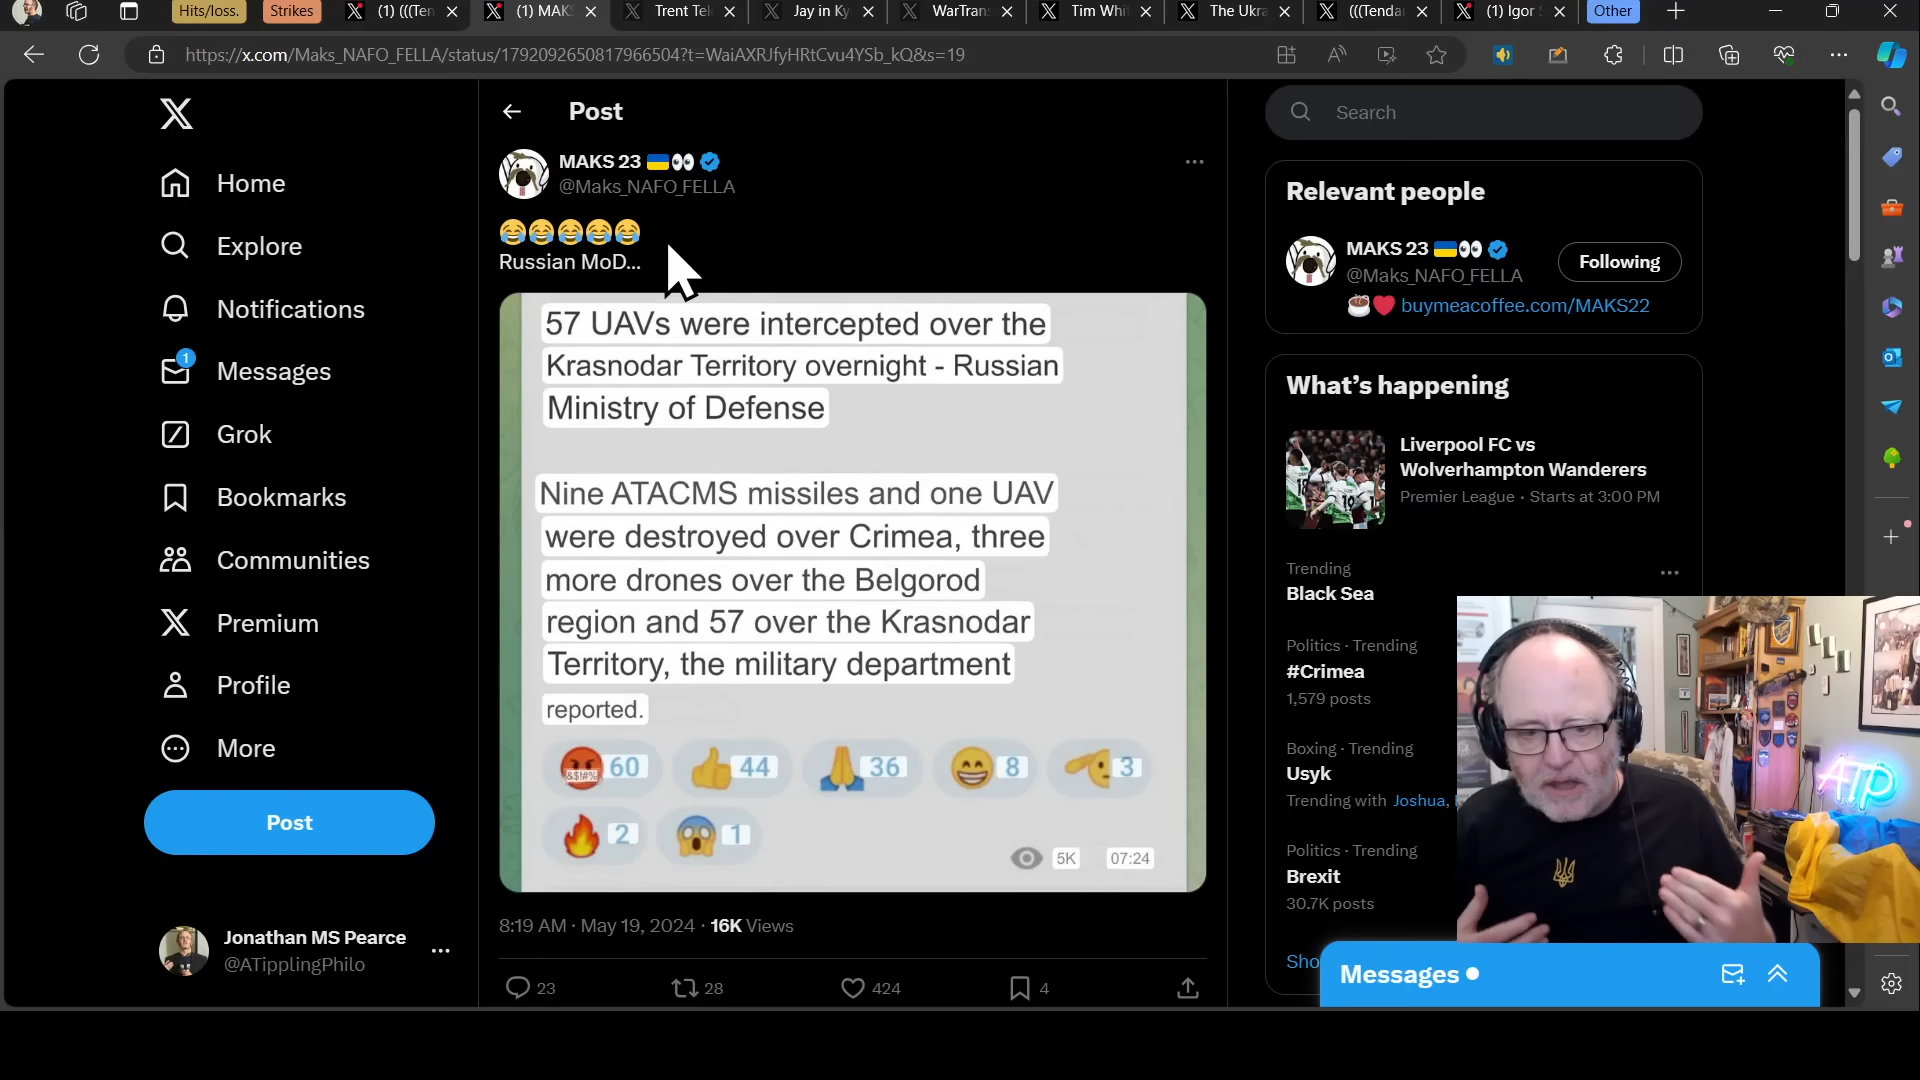 Hits/loss.
Strikes
(1) (((Ten
(1) MAK
Trent Tel
Jay in Ky
WarTran
Tim Whi
The Ukra
(((Tenda
(1) Igor
Other
https://x.com/Maks_NAFO_FELLA/status/1792092650817966504?t=WaiAXRJfyHRtCvu4YSb_kQ&s=19
Home
Explore
Notifications
1
Messages
Grok
Bookmarks
Communities
Premium
Profile
More
Post
Jonathan MS Pearce
@ATipplingPhilo
Post
MAKS 23 🇺🇦👀
@Maks_NAFO_FELLA
😂😂😂😂😂
Russian MoD...
57 UAVs were intercepted over the
Krasnodar Territory overnight - Russian
Ministry of Defense
Nine ATACMS missiles and one UAV
were destroyed over Crimea, three
more drones over the Belgorod
region and 57 over the Krasnodar
Territory, the military department
reported.
60 44 36 8 3
2 1
5K 07:24
8:19 AM · May 19, 2024 · 16K Views
23 28 424 4
Search
Relevant people
MAKS 23 🇺🇦👀
@Maks_NAFO_FELLA
Following
☕❤️ buymeacoffee.com/MAKS22
What's happening
Liverpool FC vs
Wolverhampton Wanderers
Premier League · Starts at 3:00 PM
Trending
Black Sea
Politics · Trending
#Crimea
1,579 posts
Boxing · Trending
Usyk
Trending with Joshua,
Politics · Trending
Brexit
30.7K posts
Sho
Messages
ATP